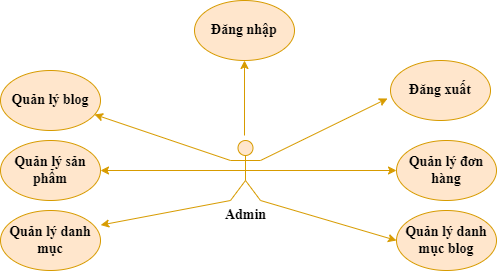 Đăng nhập
Quản lý blog
Đăng xuất
Quản lý sản
phẩm
Quản lý đơn
hàng
Admin
Quản lý danh
mục
Quản lý danh
mục blog